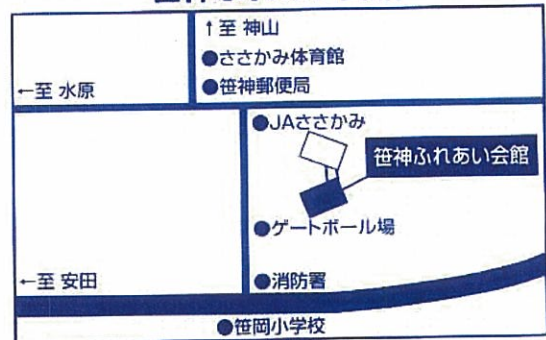 ↑至 神山
●ささかみ体育館
●笹神郵便局
←至 水原
●JAささかみ
笹神ふれあい会館
●ゲートボール場
←至 安田
●消防署
●笹岡小学校